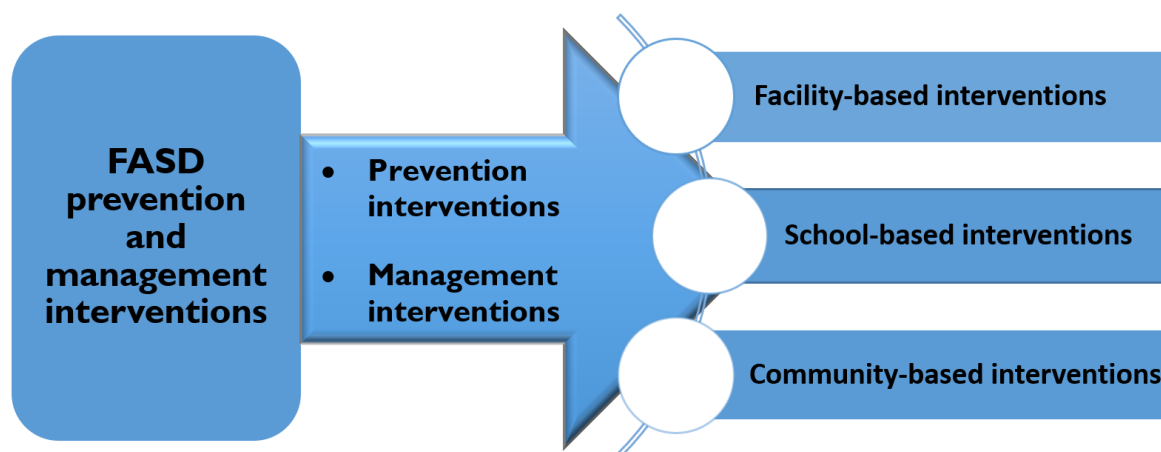 FASD
prevention
and
management
interventions
• Prevention
interventions
• Management
interventions
Facility-based interventions
School-based interventions
Community-based interventions